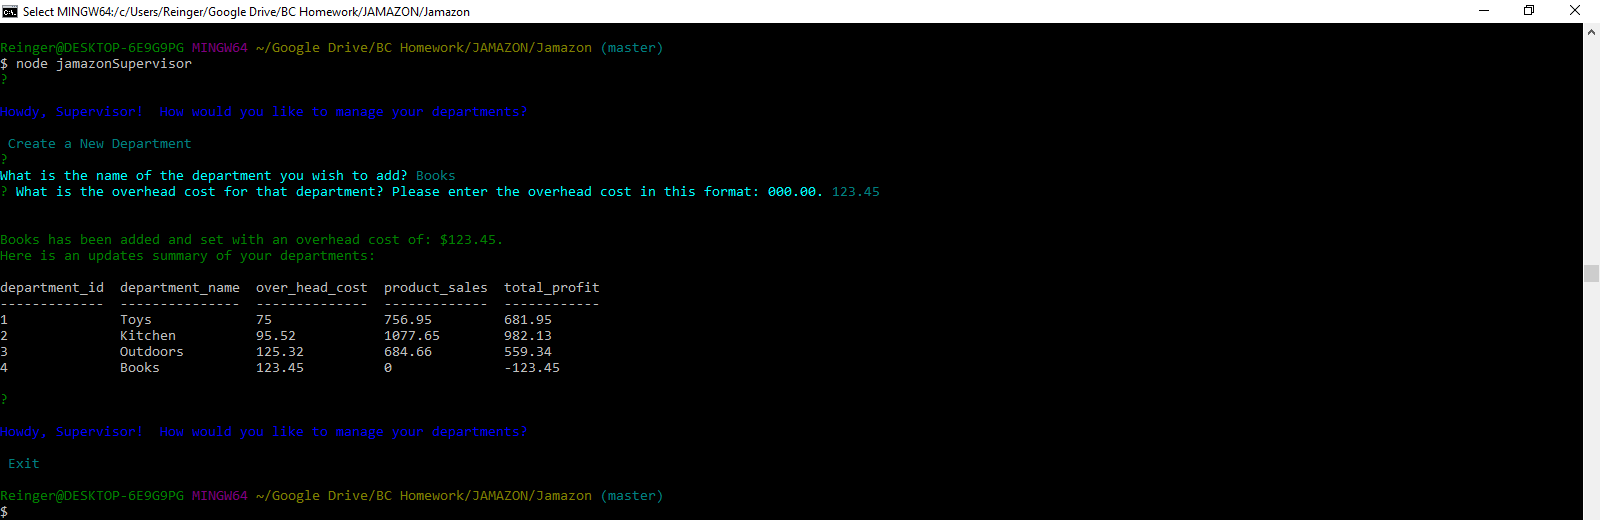 Select MINGW64:/c/Users/Reinger/Google Drive/BC Homework/JAMAZON/Jamazon
Reinger@DESKTOP-6E9G9PG MINGW64 ~/Google Drive/BC Homework/JAMAZON/Jamazon (master)
$ node jamazonSupervisor
?
Howdy, Supervisor!  How would you like to manage your departments?
Create a New Department
?
What is the name of the department you wish to add? Books
? What is the overhead cost for that department? Please enter the overhead cost in this format: 000.00. 123.45
Books has been added and set with an overhead cost of: $123.45.
Here is an updates summary of your departments:
department_id  department_name  over_head_cost  product_sales  total_profit
-------------  ---------------  --------------  -------------  ------------
1              Toys             75              756.95         681.95
2              Kitchen          95.52           1077.65        982.13
3              Outdoors         125.32          684.66         559.34
4              Books            123.45          0              -123.45
?
Howdy, Supervisor!  How would you like to manage your departments?
Exit
Reinger@DESKTOP-6E9G9PG MINGW64 ~/Google Drive/BC Homework/JAMAZON/Jamazon (master)
$